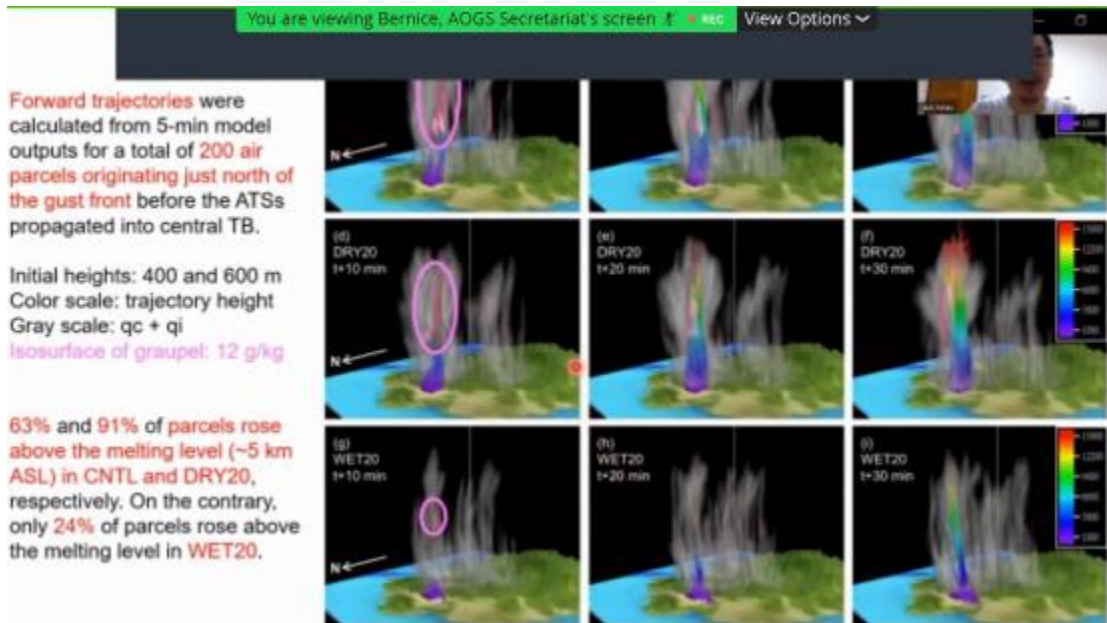 You are viewing Bernice, AOGS Secretariat's screen
REC
View Options
Forward trajectories were
calculated from 5-min model
outputs for a total of 200 air
parcels originating just north of
the gust front before the ATSs
propagated into central TB.
Initial heights: 400 and 600 m
Color scale: trajectory height
Gray scale: qc + qi
Isosurface of graupel: 12 g/kg
63% and 91% of parcels rose
above the melting level (~5 km
ASL) in CNTL and DRY20,
respectively. On the contrary,
only 24% of parcels rose above
the melting level in WET20.
N
(d)
DRY20
t+10 min
N
(e)
DRY20
t+20 min
(f)
DRY20
t+30 min
(g)
WET20
t+10 min
N
(h)
WET20
t+20 min
(i)
WET20
t+30 min